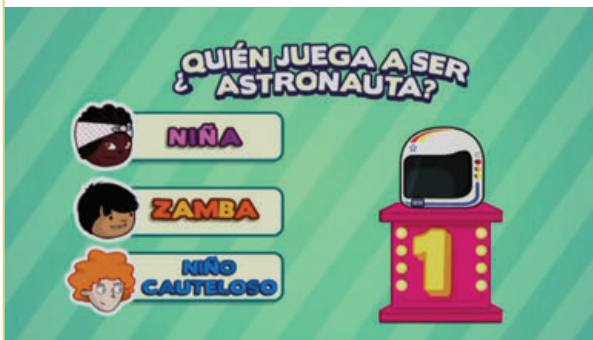 ¿QUIÉN JUEGA A SER
ASTRONAUTA?
NIÑA
ZAMBA
NIÑO
CAUTELOSO
1